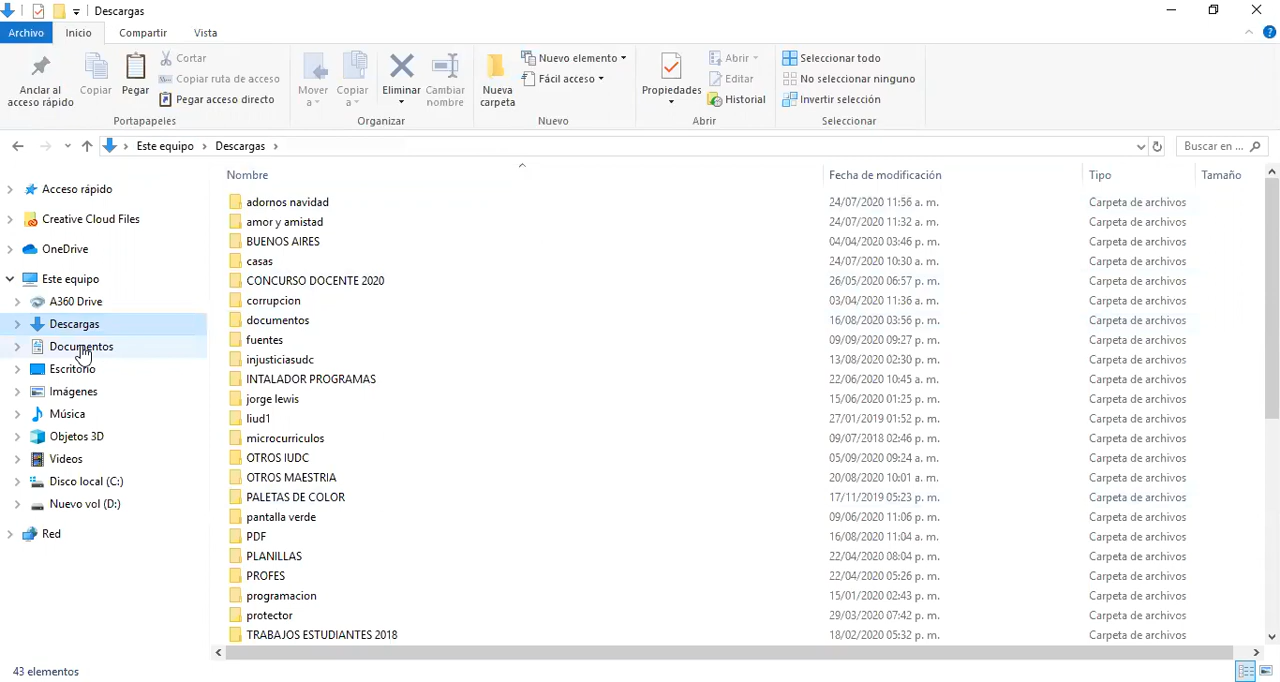 Descargas
Archivo Inicio Compartir Vista
Anclar al acceso rápido
Copiar
Pegar
Cortar
Copiar ruta de acceso
Pegar acceso directo
Portapapeles
Mover a
Copiar a
Eliminar
Cambiar nombre
Organizar
Nueva carpeta
Nuevo elemento
Fácil acceso
Nuevo
Propiedades
Abrir
Editar
Historial
Abrir
Seleccionar todo
No seleccionar ninguno
Invertir selección
Seleccionar
Este equipo > Descargas >
Buscar en ...
Acceso rápido
Creative Cloud Files
OneDrive
Este equipo
A360 Drive
Descargas
Documentos
Escritorio
Imágenes
Música
Objetos 3D
Videos
Disco local (C:)
Nuevo vol (D:)
Red
Nombre Fecha de modificación Tipo Tamaño
adornos navidad 24/07/2020 11:56 a. m. Carpeta de archivos
amor y amistad 24/07/2020 11:32 a. m. Carpeta de archivos
BUENOS AIRES 04/04/2020 03:46 p. m. Carpeta de archivos
casas 24/07/2020 10:30 a. m. Carpeta de archivos
CONCURSO DOCENTE 2020 26/05/2020 06:57 p. m. Carpeta de archivos
corrupcion 03/04/2020 11:36 a. m. Carpeta de archivos
documentos 16/08/2020 03:56 p. m. Carpeta de archivos
fuentes 09/09/2020 09:27 p. m. Carpeta de archivos
injusticiasudc 13/08/2020 02:30 p. m. Carpeta de archivos
INTALADOR PROGRAMAS 22/06/2020 10:45 a. m. Carpeta de archivos
jorge lewis 15/06/2020 01:25 p. m. Carpeta de archivos
liud1 27/01/2019 01:52 p. m. Carpeta de archivos
microcurriculos 09/07/2018 02:46 p. m. Carpeta de archivos
OTROS IUDC 05/09/2020 09:24 a. m. Carpeta de archivos
OTROS MAESTRIA 20/08/2020 10:01 a. m. Carpeta de archivos
PALETAS DE COLOR 17/11/2019 05:23 p. m. Carpeta de archivos
pantalla verde 09/06/2020 11:06 p. m. Carpeta de archivos
PDF 16/08/2020 11:04 a. m. Carpeta de archivos
PLANILLAS 22/04/2020 08:04 p. m. Carpeta de archivos
PROFES 22/04/2020 05:26 p. m. Carpeta de archivos
programacion 15/01/2020 02:43 p. m. Carpeta de archivos
protector 29/03/2020 07:42 p. m. Carpeta de archivos
TRABAJOS ESTUDIANTES 2018 18/02/2020 05:32 p. m. Carpeta de archivos
43 elementos